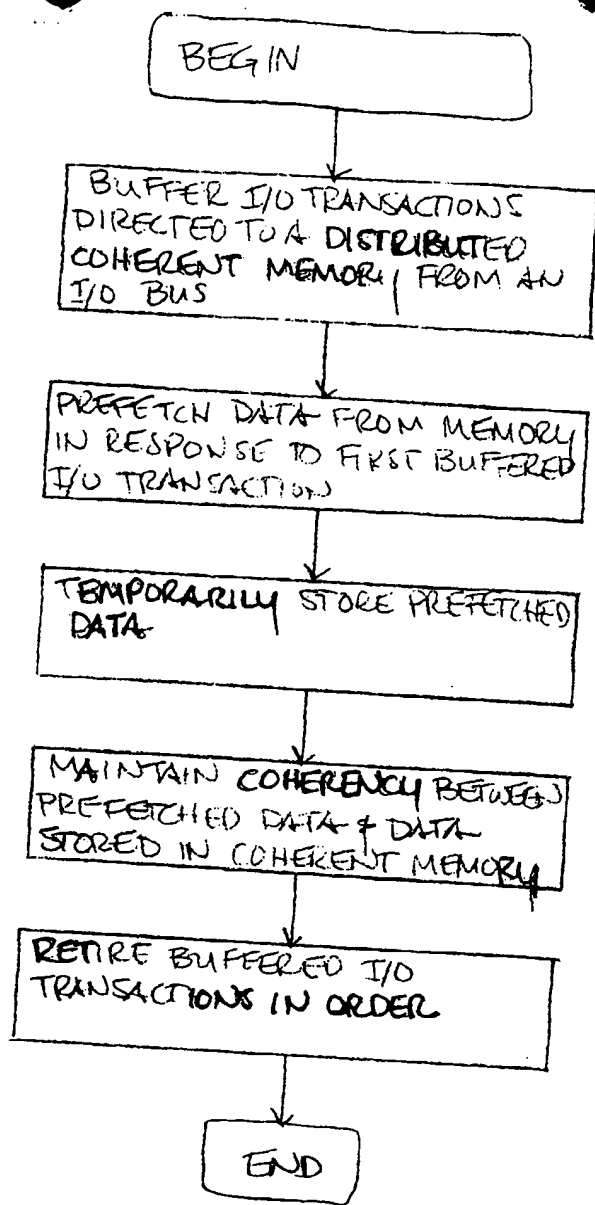 BEGIN
BUFFER I/O TRANSACTIONS
DIRECTED TO A DISTRIBUTED
COHERENT MEMORY FROM AN
I/O BUS
PREFETCH DATA FROM MEMORY
IN RESPONSE TO FIRST BUFFERED
I/O TRANSACTION
TEMPORARILY STORE PREFETCHED
DATA
MAINTAIN COHERENCY BETWEEN
PREFETCHED DATA & DATA
STORED IN COHERENT MEMORY
RETIRE BUFFERED I/O
TRANSACTIONS IN ORDER
END